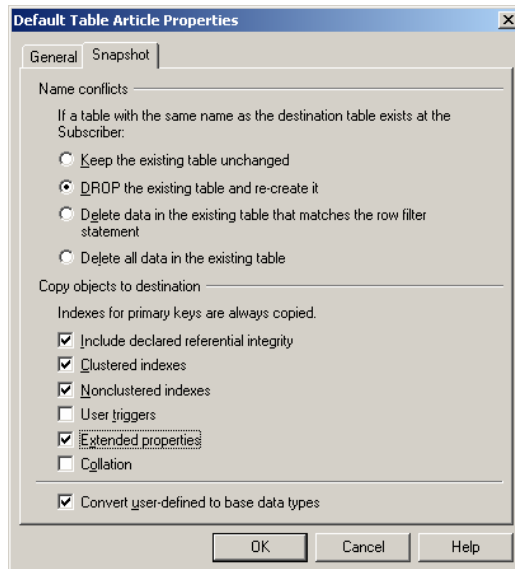 Default Table Article Properties
General Snapshot
Name conflicts
If a table with the same name as the destination table exists at the
Subscriber:
Keep the existing table unchanged
DROP the existing table and re-create it
Delete data in the existing table that matches the row filter
statement
Delete all data in the existing table
Copy objects to destination
Indexes for primary keys are always copied.
Include declared referential integrity
Clustered indexes
Nonclustered indexes
User triggers
Extended properties
Collation
Convert user-defined to base data types
OK Cancel Help